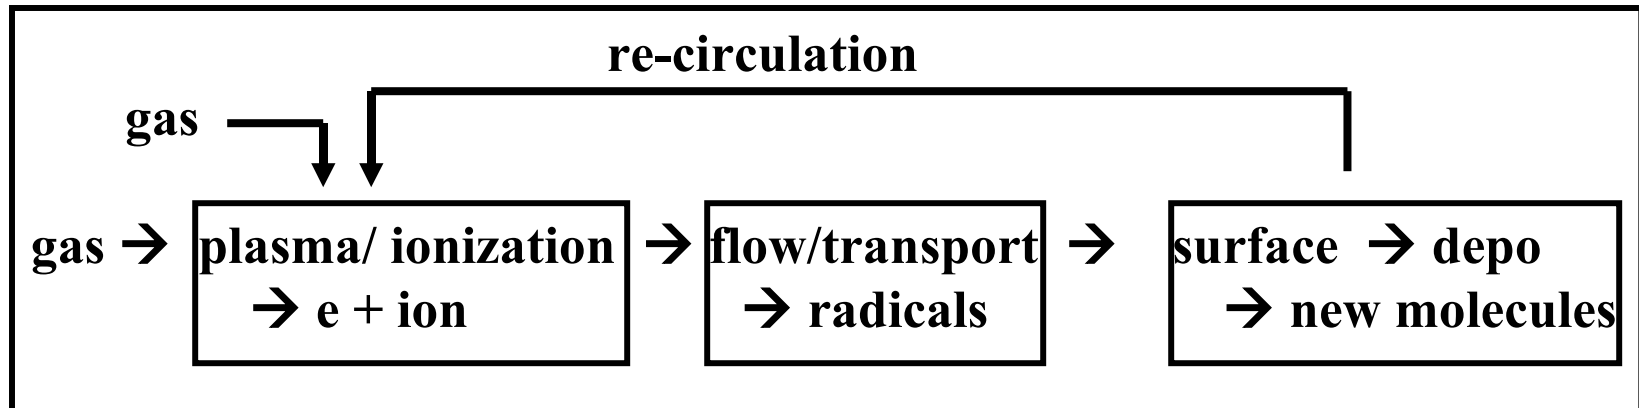 re-circulation
gas
gas → plasma/ ionization → flow/transport → surface → depo
→ e + ion → radicals → new molecules